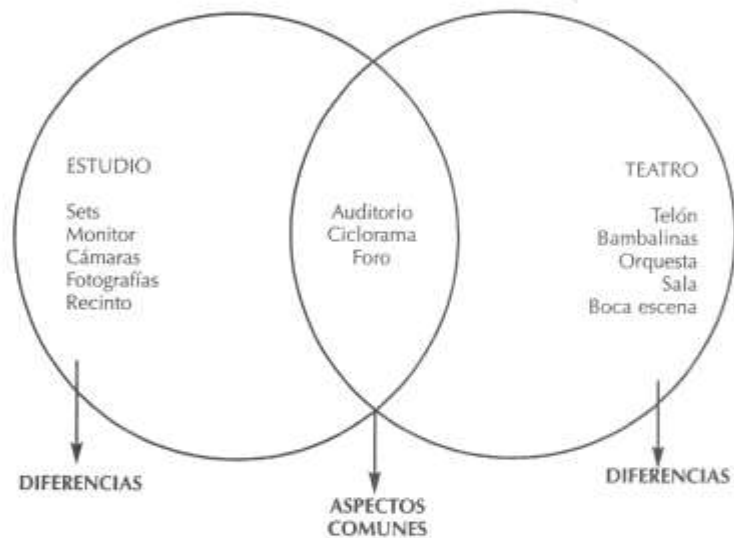 ESTUDIO
Sets
Monitor
Cámaras
Fotografías
Recinto
Auditorio
Ciclorama
Foro
TEATRO
Telón
Bambalinas
Orquesta
Sala
Boca escena
DIFERENCIAS
ASPECTOS
COMUNES
DIFERENCIAS